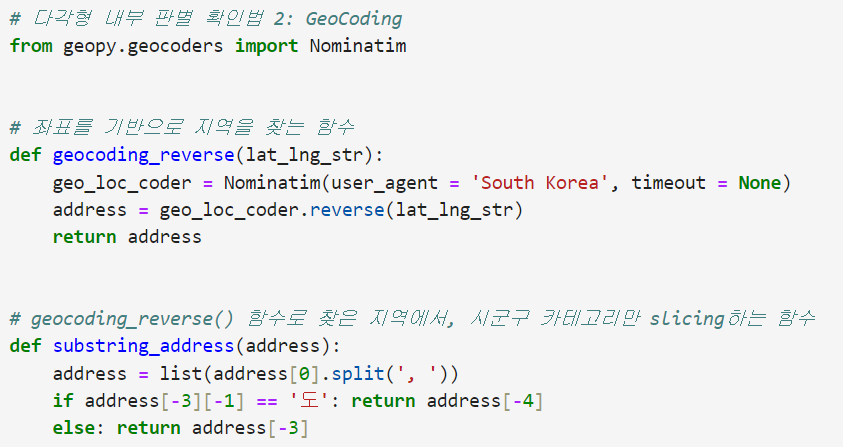 # 다각형 내부 판별 확인법 2: GeoCoding
from geopy.geocoders import Nominatim
# 좌표를 기반으로 지역을 찾는 함수
def geocoding_reverse(lat_lng_str):
    geo_loc_coder = Nominatim(user_agent = 'South Korea', timeout = None)
    address = geo_loc_coder.reverse(lat_lng_str)
    return address
# geocoding_reverse() 함수로 찾은 지역에서, 시군구 카테고리만 slicing하는 함수
def substring_address(address):
    address = list(address[0].split(', '))
    if address[-3][-1] == '도': return address[-4]
    else: return address[-3]